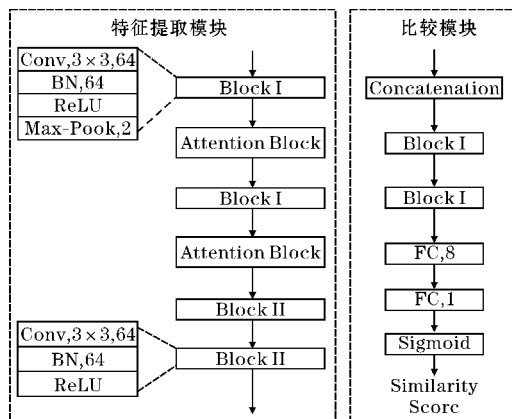 特征提取模块
Conv,3×3,64
BN,64
ReLU
Max-Pook,2
Block I
Attention Block
Block I
Attention Block
Block II
Conv,3×3,64
BN,64
ReLU
Block II
比较模块
Concatenation
Block I
Block I
FC,8
FC,1
Sigmoid
Similarity
Scorc